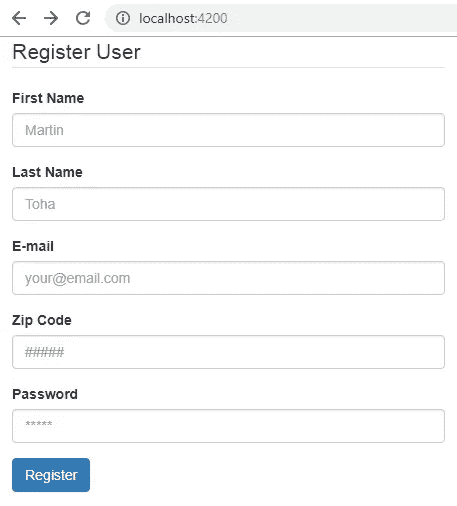 localhost:4200
Register User
First Name
Martin
Last Name
Toha
E-mail
your@email.com
Zip Code
#####
Password
*****
Register